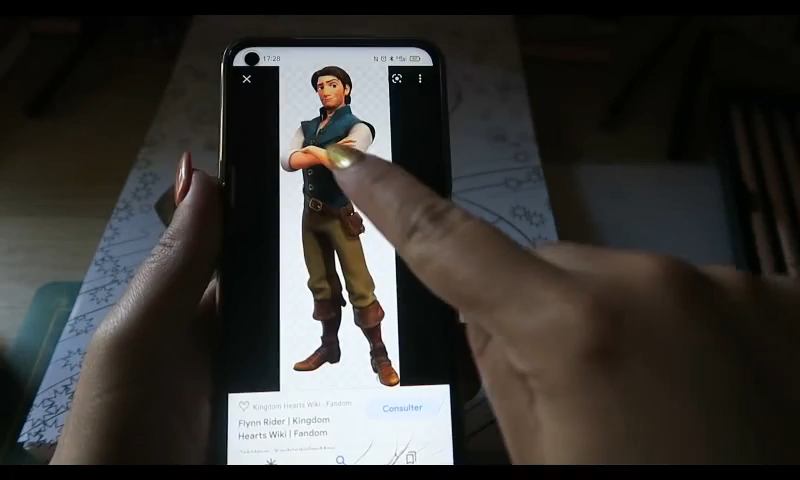 17:28
Kingdom Hearts Wiki - Fandom
Consulter
Flynn Rider | Kingdom
Hearts Wiki | Fandom